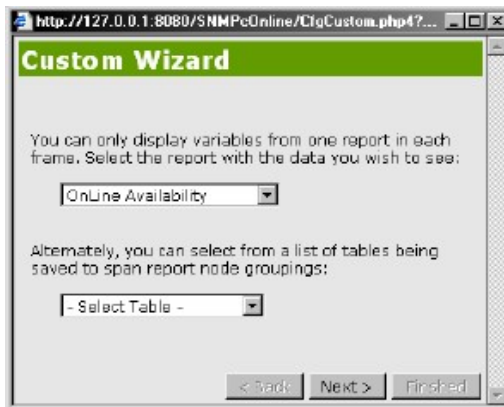 http://127.0.0.1:8080/SNMPcOnline/CfgCustom.php4?...
Custom Wizard
You can only display variables from one report in each
frame. Select the report with the data you wish to see:
OnLine Availability
Alternately, you can select from a list of tables being
saved to span report node groupings:
- Select Table -
< Back
Next >
Finished